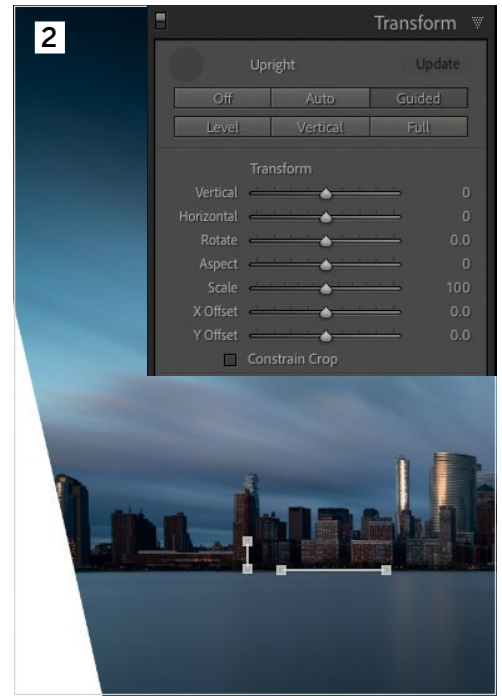 2
Transform
Upright Update
Off Auto Guided
Level Vertical Full
Transform
Vertical 0
Horizontal 0
Rotate 0.0
Aspect 0
Scale 100
X Offset 0.0
Y Offset 0.0
Constrain Crop